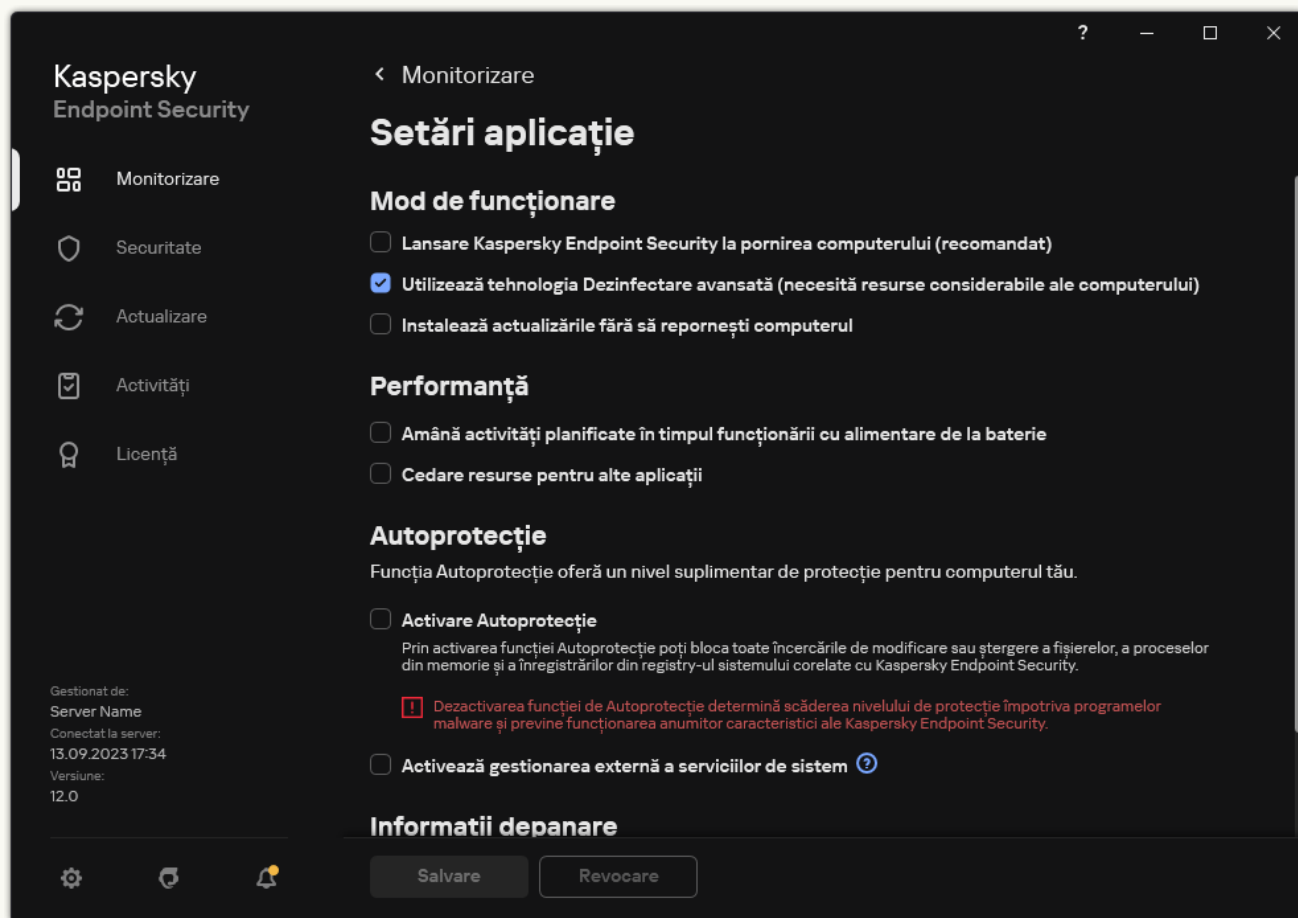 Kaspersky
Endpoint Security
Monitorizare
Securitate
Actualizare
Activități
Licență
Gestionat de:
Server Name
Conectat la server:
13.09.2023 17:34
Versiune:
12.0
Monitorizare
Setări aplicație
Mod de funcționare
Lansare Kaspersky Endpoint Security la pornirea computerului (recomandat)
Utilizează tehnologia Dezinfectare avansată (necesită resurse considerabile ale computerului)
Instalează actualizările fără să repornești computerul
Performanță
Amână activități planificate în timpul funcționării cu alimentare de la baterie
Cedare resurse pentru alte aplicații
Autoprotecție
Funcția Autoprotecție oferă un nivel suplimentar de protecție pentru computerul tău.
Activare Autoprotecție
Prin activarea funcției Autoprotecție poți bloca toate încercările de modificare sau ștergere a fișierelor, a proceselor
din memorie și a înregistrărilor din registry-ul sistemului corelate cu Kaspersky Endpoint Security.
Dezactivarea funcției de Autoprotecție determină scăderea nivelului de protecție împotriva programelor
malware și previne funcționarea anumitor caracteristici ale Kaspersky Endpoint Security.
Activează gestionarea externă a serviciilor de sistem
Informații depanare
Salvare
Revocare